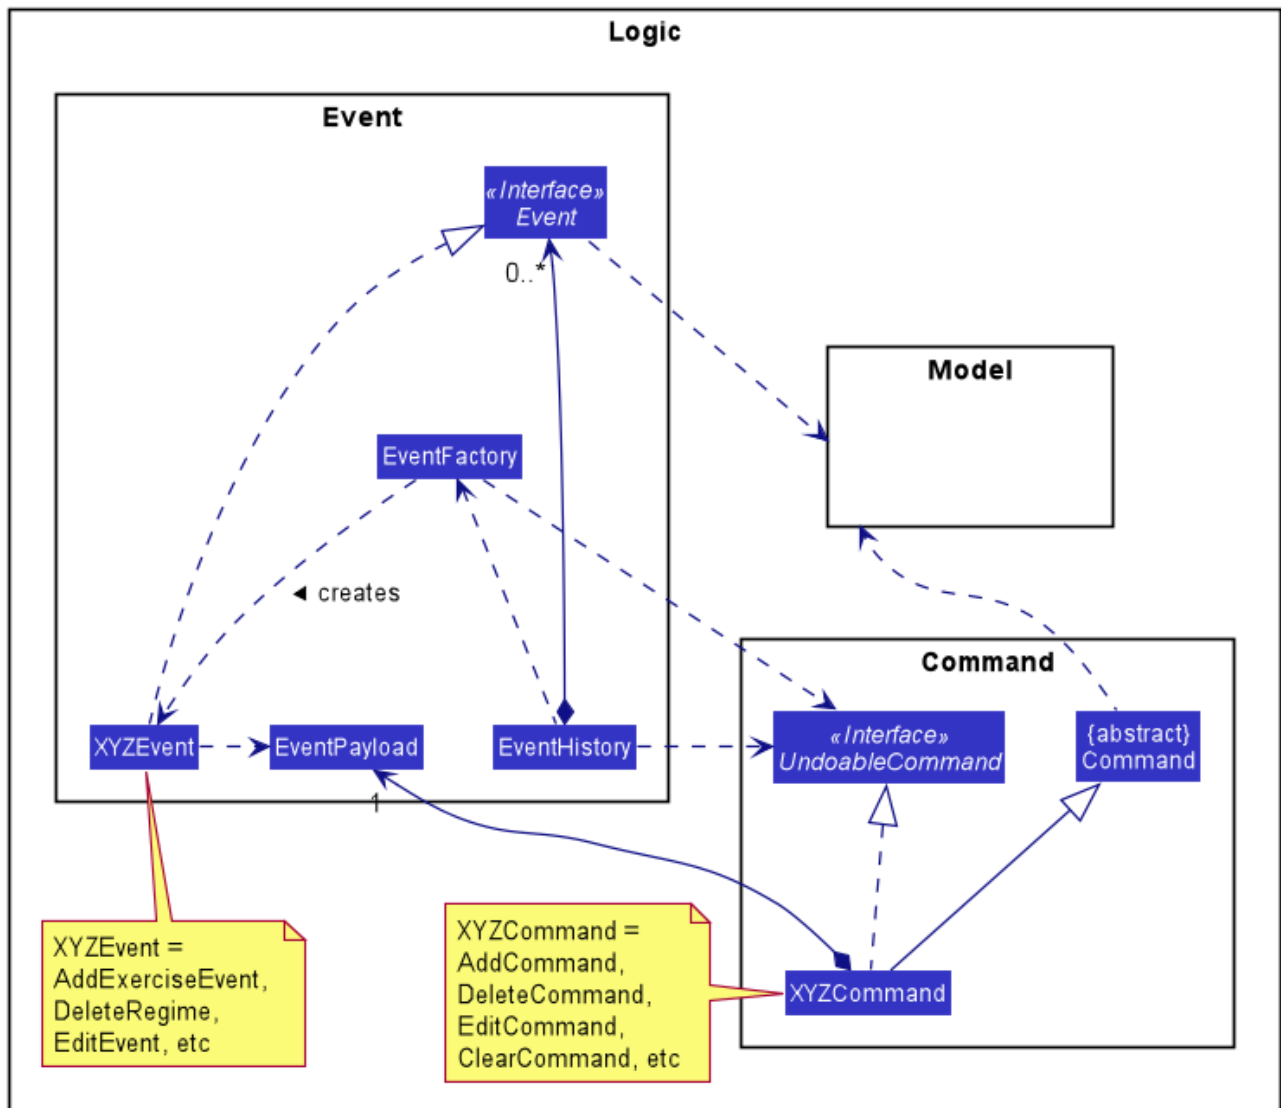 Logic
Event
«Interface»
Event
0..*
Model
EventFactory
◄ creates
Command
XYZEvent
EventPayload
EventHistory
«Interface»
UndoableCommand
{abstract}
Command
1
XYZEvent =
AddExerciseEvent,
DeleteRegime,
EditEvent, etc
XYZCommand =
AddCommand,
DeleteCommand,
EditCommand,
ClearCommand, etc
XYZCommand